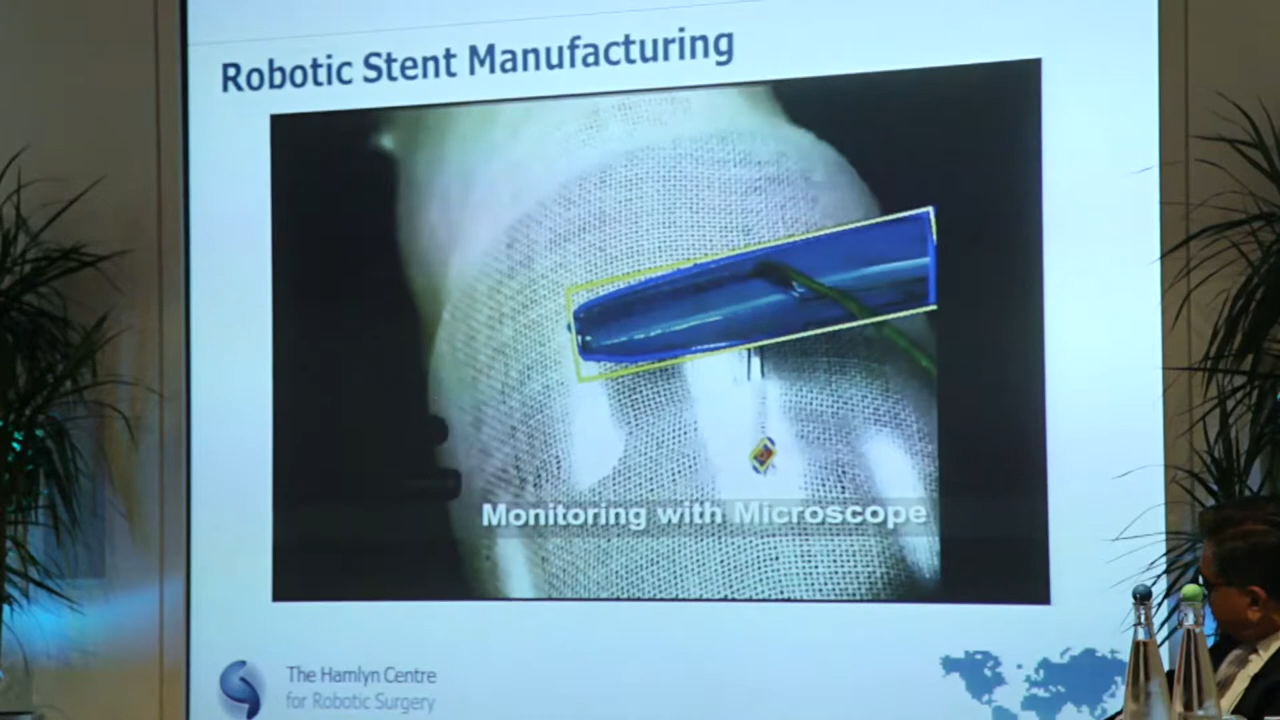 Robotic Stent Manufacturing
Monitoring with Microscope
The Hamlyn Centre
for Robotic Surgery